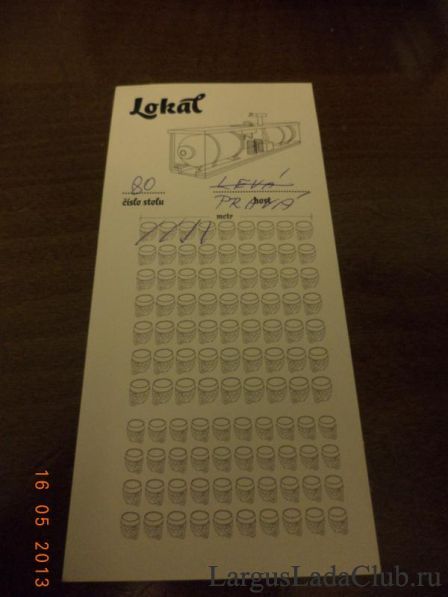 Lokál
80
LEVÁ
číslo stolu
host
PRAVÁ
metr
16 05 2013
LargusLadaClub.ru